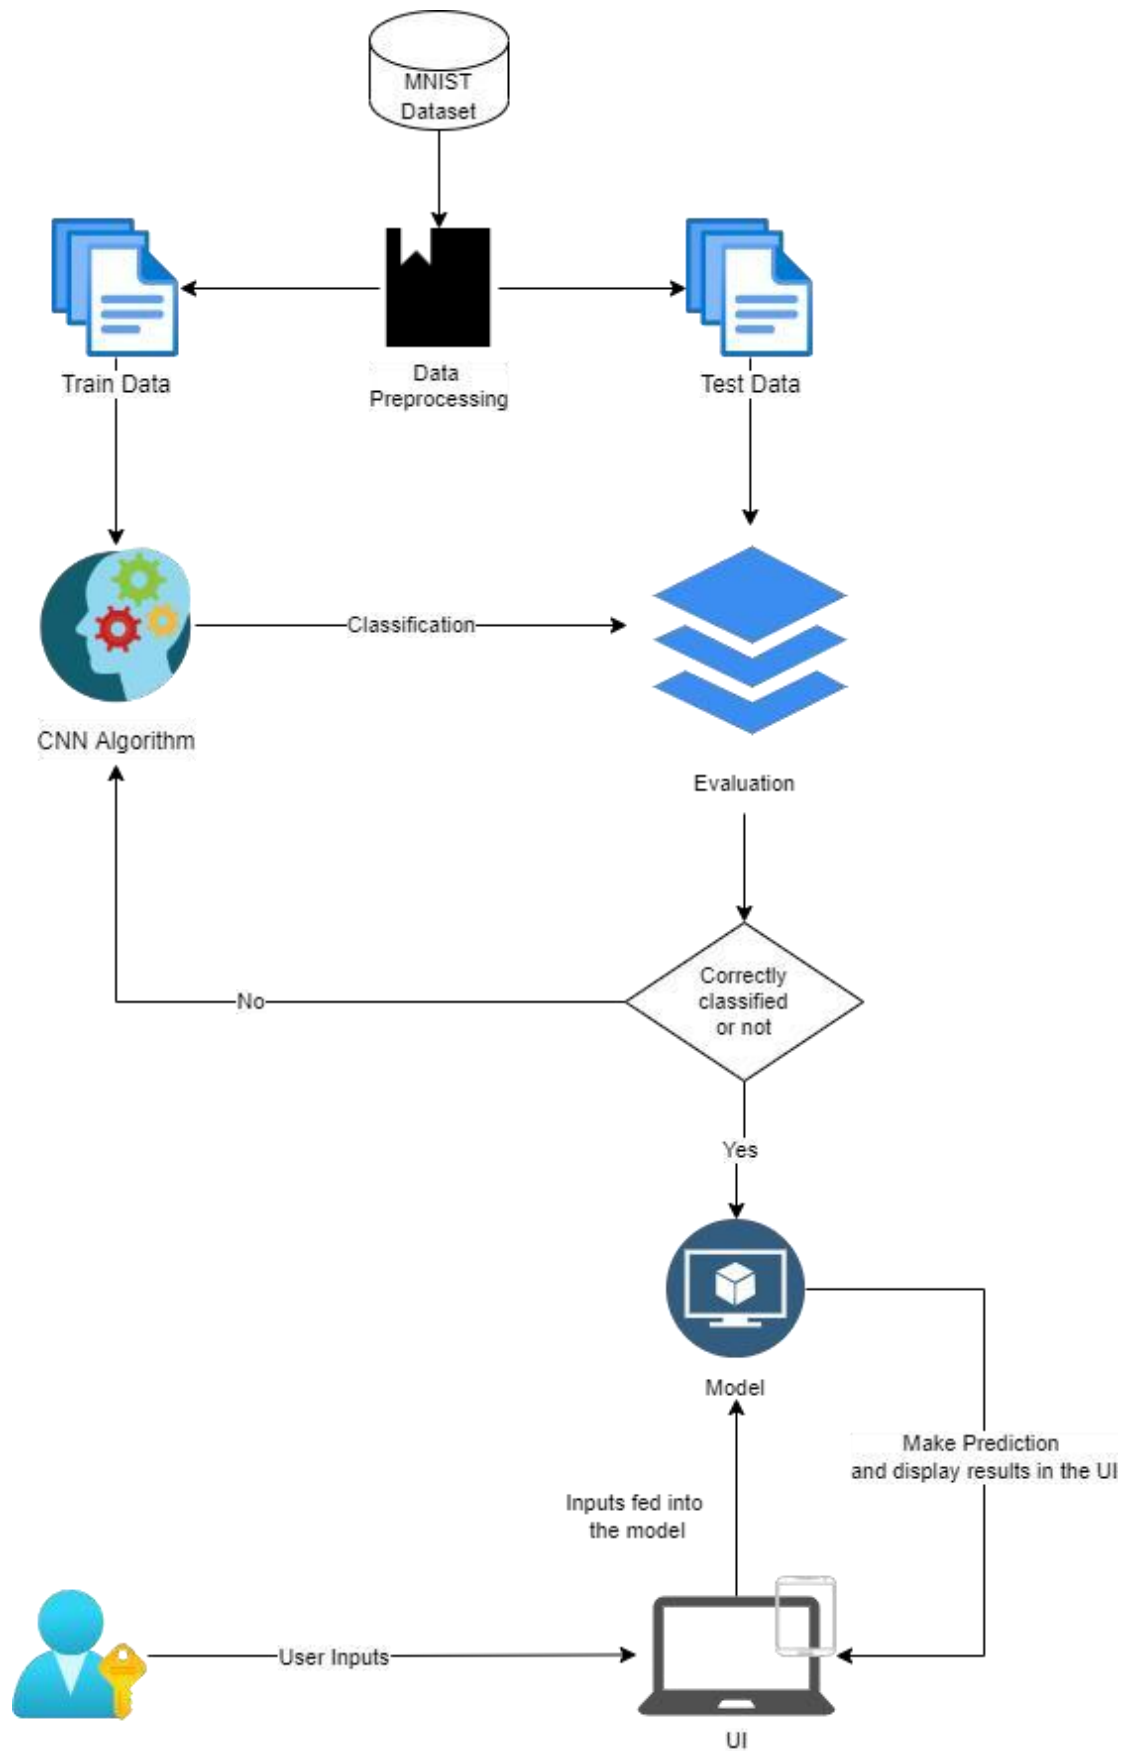 MNIST
Dataset
Train Data
Data
Preprocessing
Test Data
Classification
CNN Algorithm
Evaluation
Correctly
classified
or not
No
Yes
Model
Make Prediction
and display results in the UI
Inputs fed into
the model
User Inputs
UI